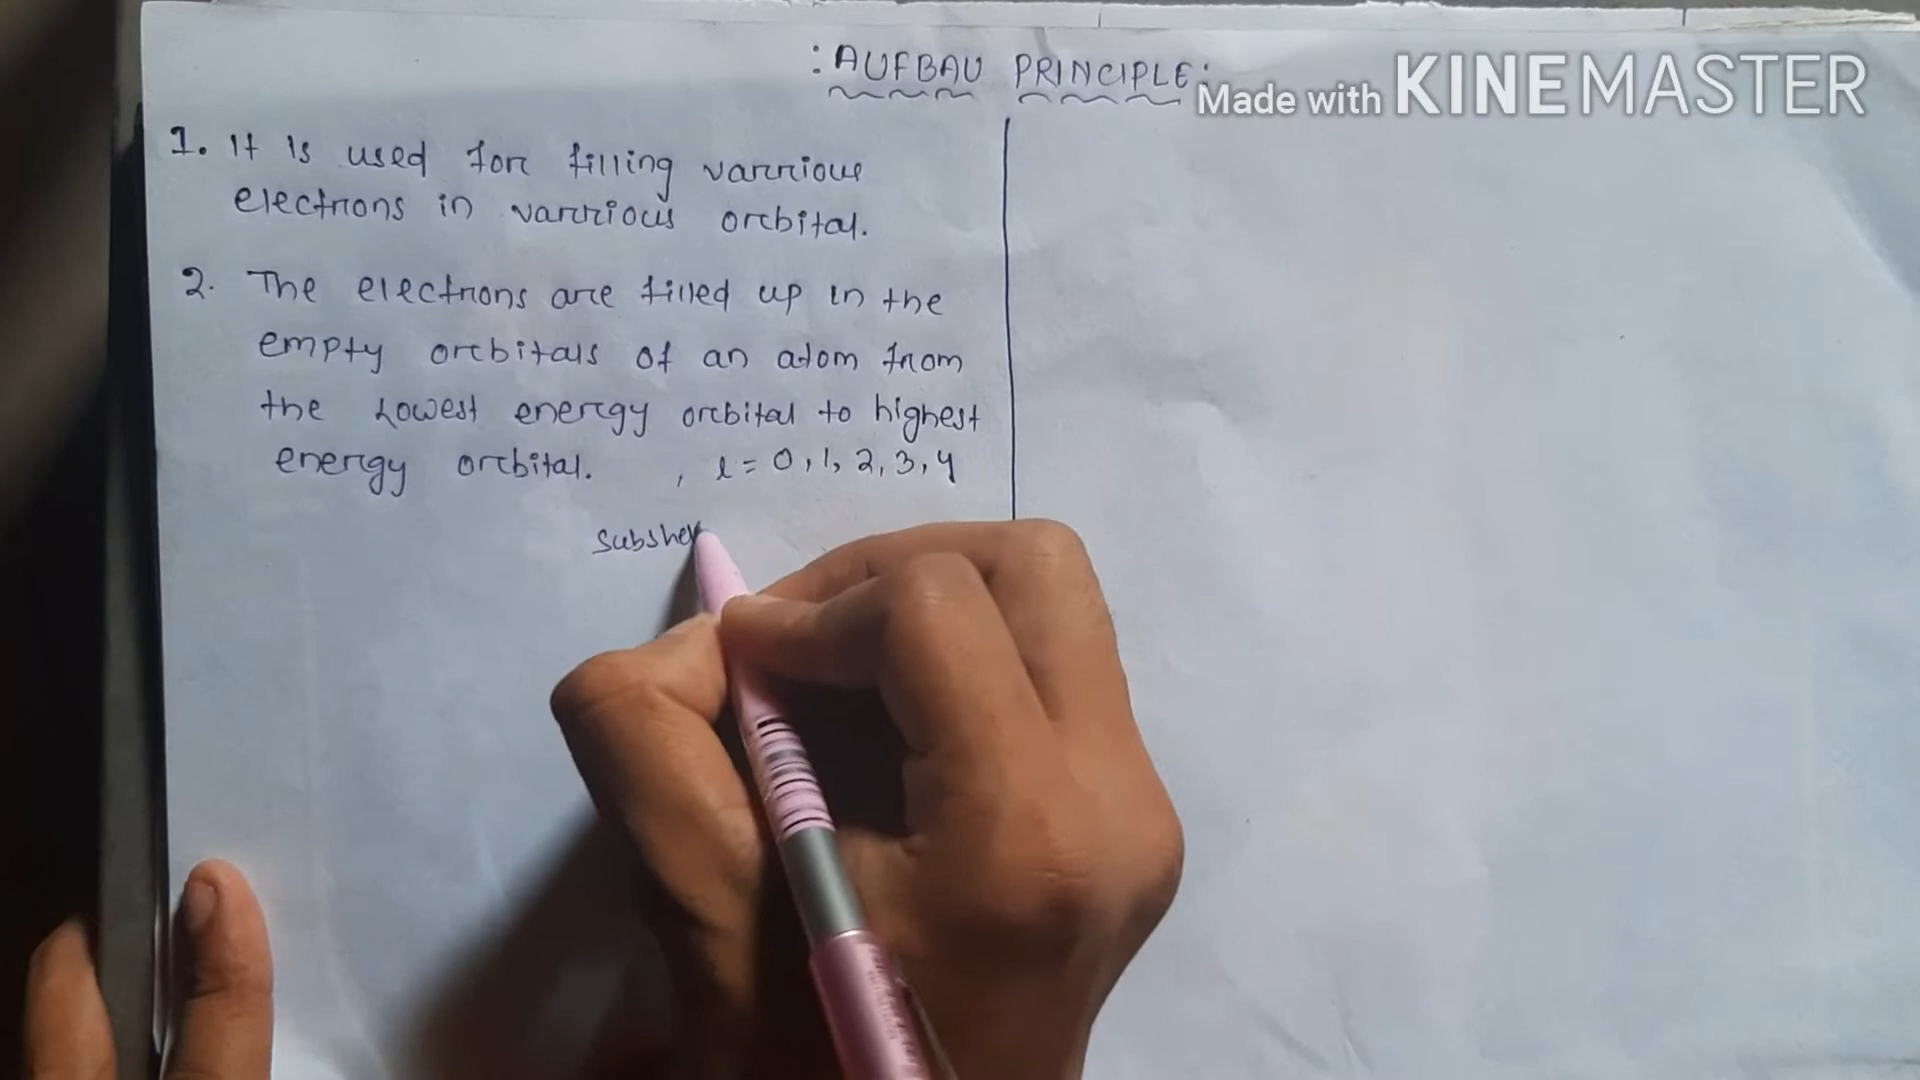 : AUFBAU PRINCIPLE :
Made with KINEMASTER
1. It is used for filling varrious
electrons in varrious orbital.
2. The electrons are filled up in the
empty orbitals of an atom from
the Lowest energy orbital to highest
energy orbital. , l = 0, 1, 2, 3, 4
Subshel